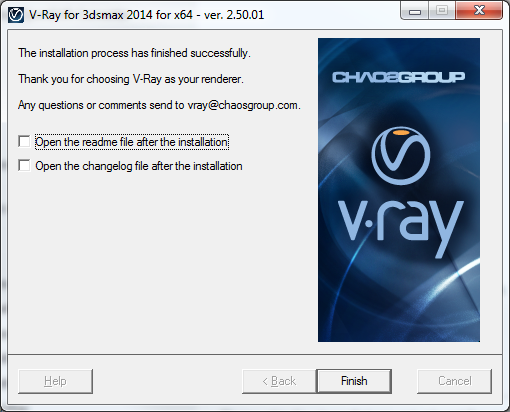 V-Ray for 3dsmax 2014 for x64 - ver. 2.50.01
The installation process has finished successfully.
Thank you for choosing V-Ray as your renderer.
Any questions or comments send to vray@chaosgroup.com.
Open the readme file after the installation
Open the changelog file after the installation
CHAOSGROUP
v·ray
Help
< Back
Finish
Cancel